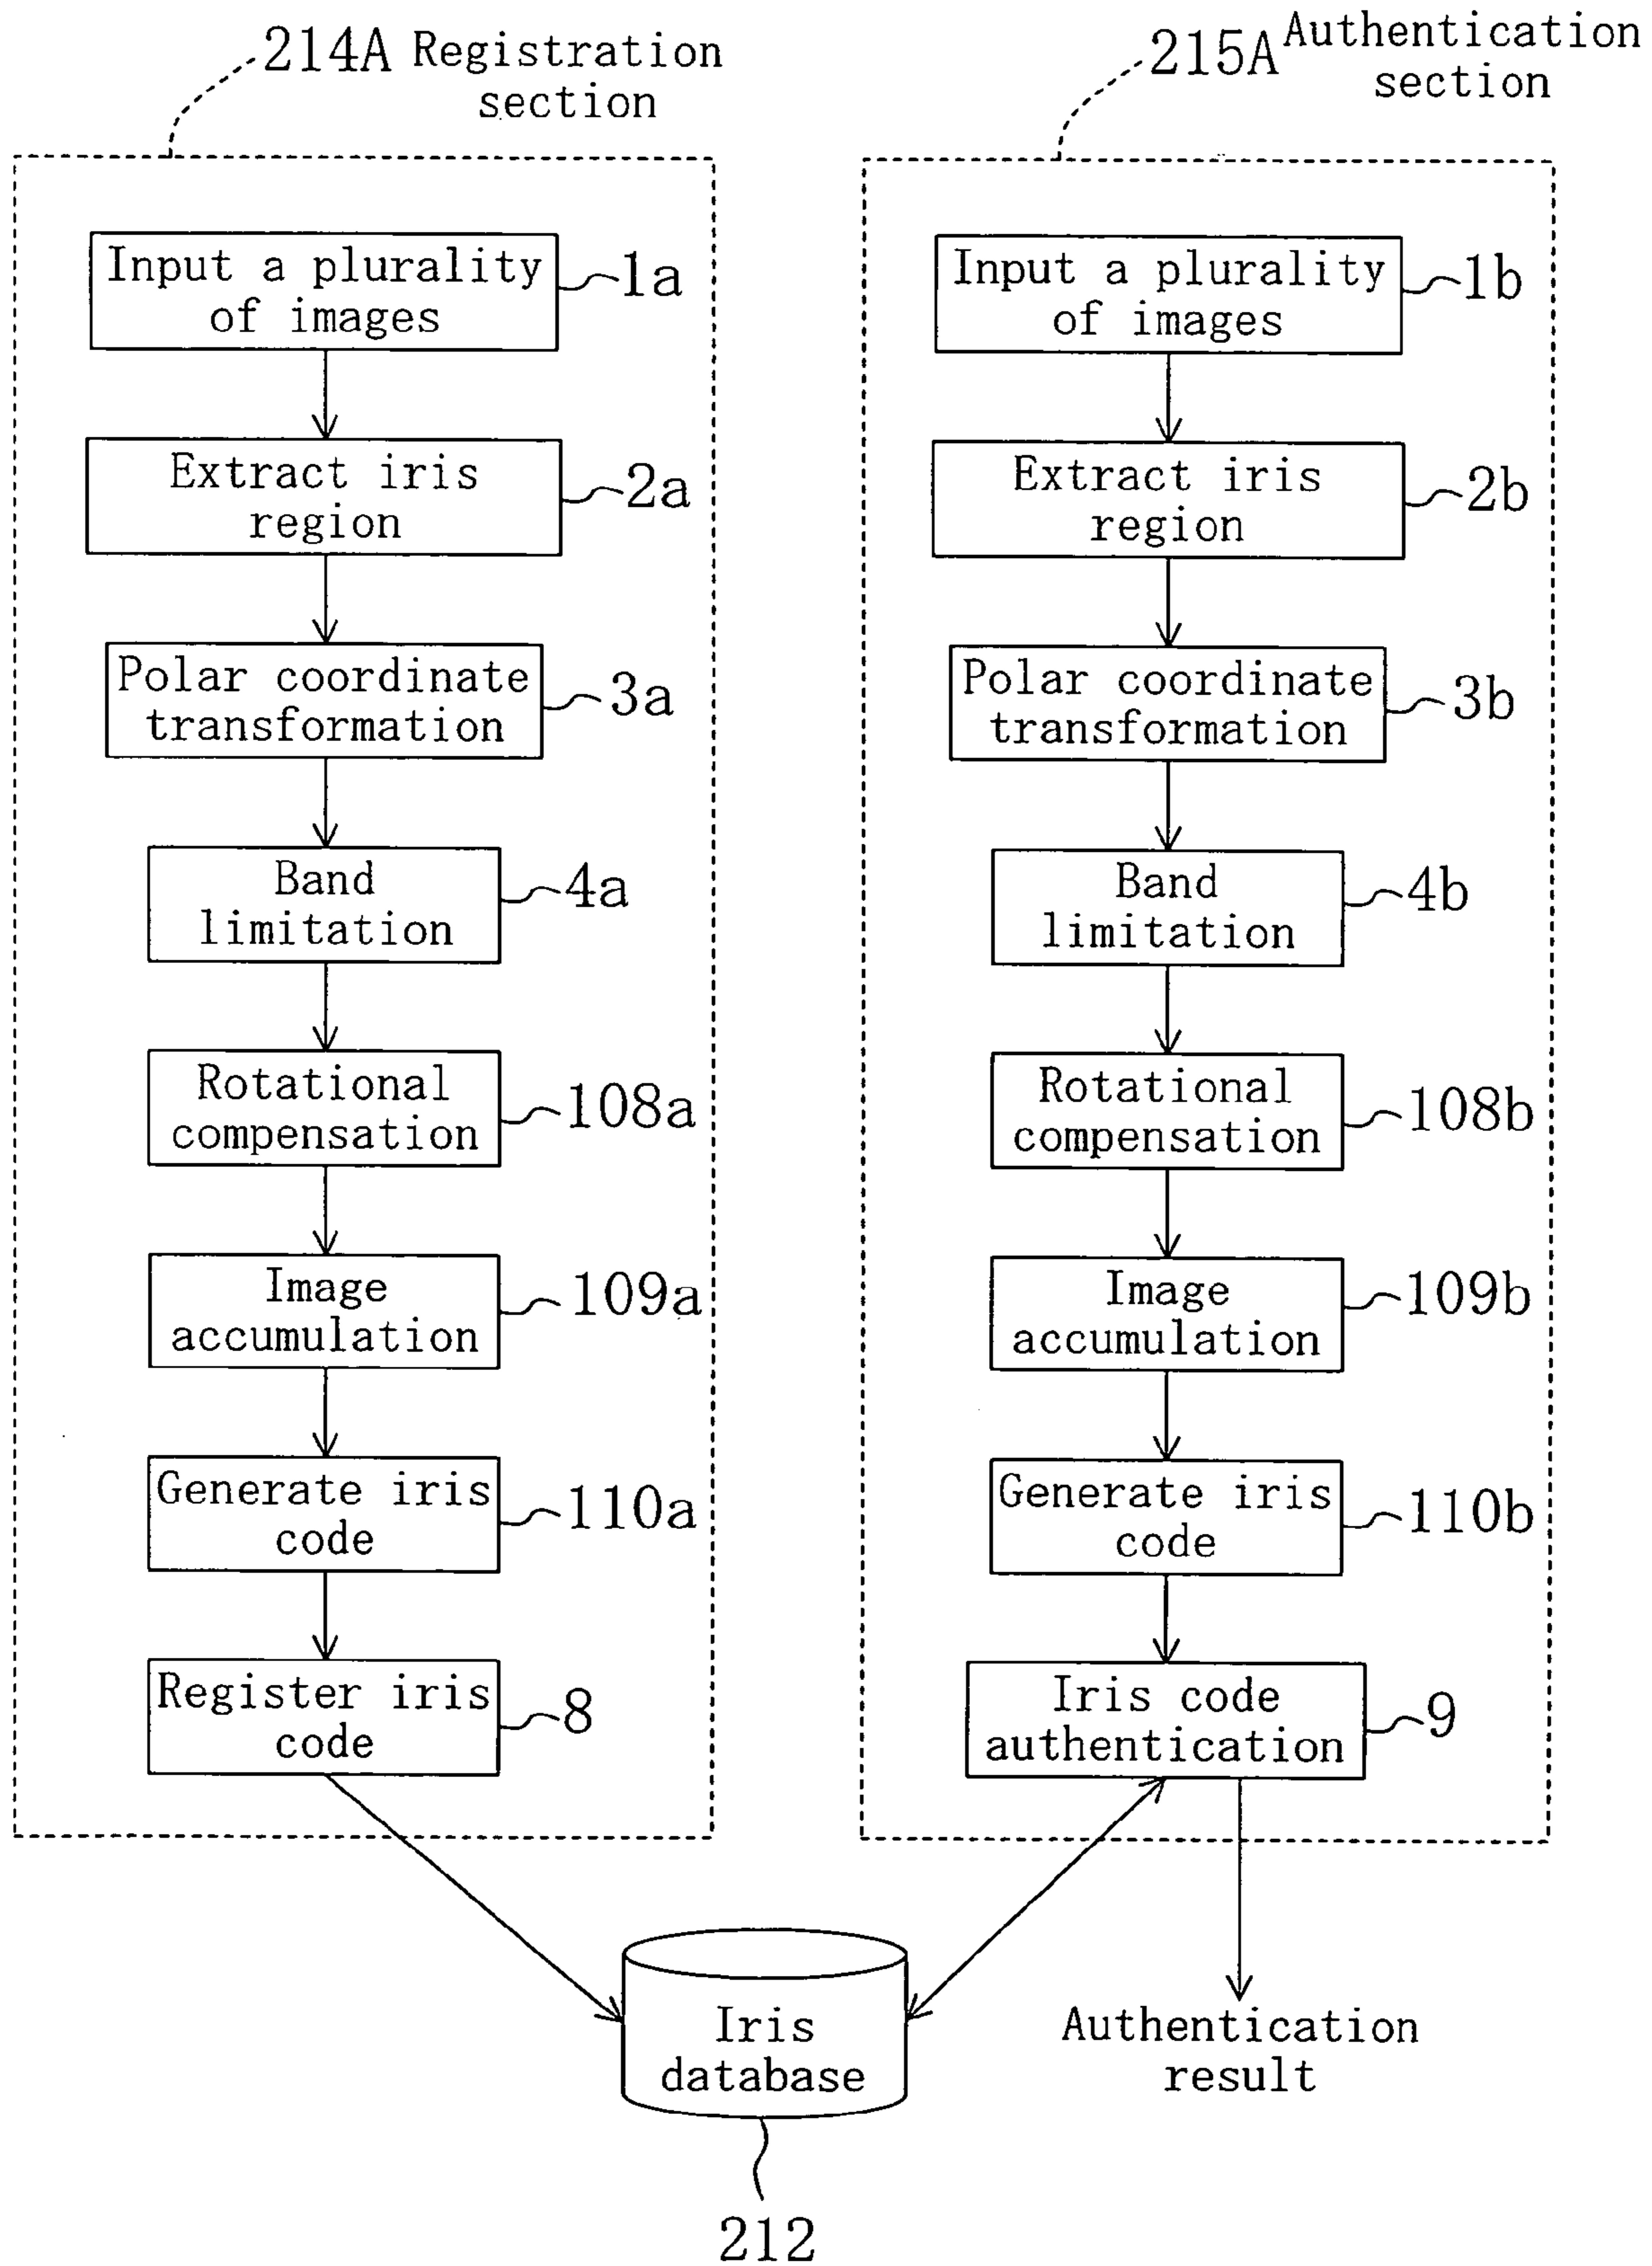 214A Registration
section
Input a plurality
of images
1a
Extract iris
region
2a
Polar coordinate
transformation
3a
Band
limitation
4a
Rotational
compensation
108a
Image
accumulation
109a
Generate iris
code
110a
Register iris
code
8
215A Authentication
section
Input a plurality
of images
1b
Extract iris
region
2b
Polar coordinate
transformation
3b
Band
limitation
4b
Rotational
compensation
108b
Image
accumulation
109b
Generate iris
code
110b
Iris code
authentication
9
Iris
database
212
Authentication
result